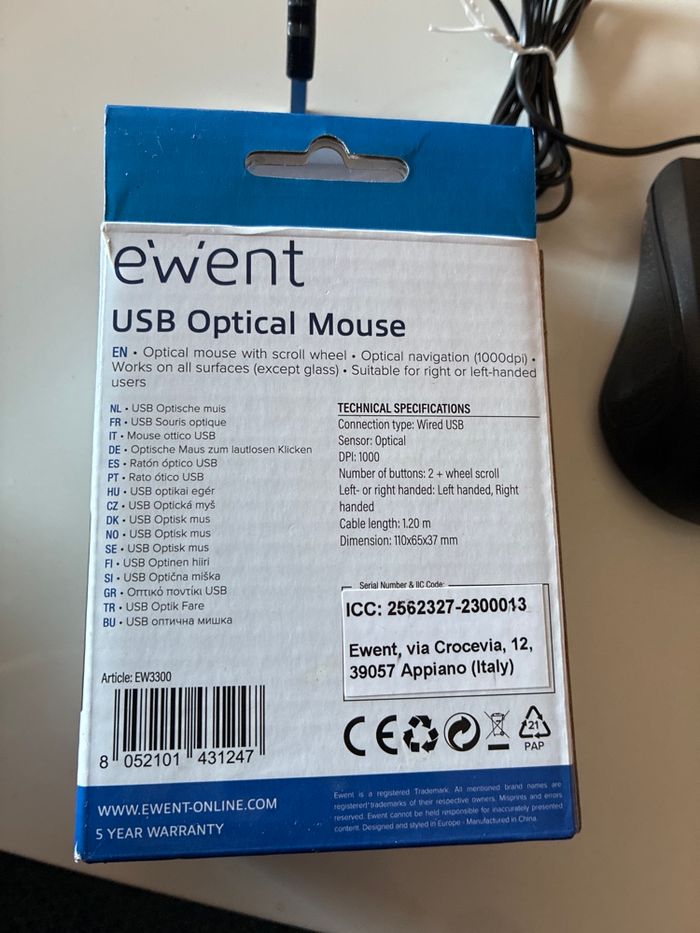 ewent
USB Optical Mouse
EN • Optical mouse with scroll wheel • Optical navigation (1000dpi) •
Works on all surfaces (except glass) • Suitable for right or left-handed
users
NL • USB Optische muis
FR • USB Souris optique
IT • Mouse ottico USB
DE • Optische Maus zum lautlosen Klicken
ES • Ratón óptico USB
PT • Rato ótico USB
HU • USB optikai egér
CZ • USB Optická myš
DK • USB Optisk mus
NO • USB Optisk mus
SE • USB Optisk mus
FI • USB Optinen hiiri
SI • USB Optična miška
GR • Οπτικό ποντίκι USB
TR • USB Optik Fare
BU • USB оптична мишка
TECHNICAL SPECIFICATIONS
Connection type: Wired USB
Sensor: Optical
DPI: 1000
Number of buttons: 2 + wheel scroll
Left- or right handed: Left handed, Right
handed
Cable length: 1.20 m
Dimension: 110x65x37 mm
Serial Number & IIC Code:
ICC: 2562327-2300013
Ewent, via Crocevia, 12,
39057 Appiano (Italy)
Article: EW3300
8 052101 431247
CE
21
PAP
WWW.EWENT-ONLINE.COM
5 YEAR WARRANTY
Ewent is a registered Trademark. All mentioned brand names are
registered trademarks of their respective owners. Misprints and errors
reserved. Ewent cannot be held responsible for inaccurately presented
content. Designed and styled in Europe - Manufactured in China.